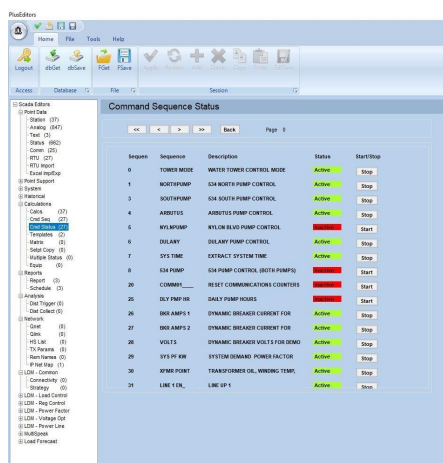 PlusEditors
Home File Tools Help
Logout dbGet dbSave FGet FSave
Access Database File Session
Scada Editors
Point Data
Station (37)
Analog (847)
Text (3)
Status (662)
Comm (25)
RTU (27)
RTU Import
Excel Imp/Exp
Point Support
System
Historical
Calculations
Calcs. (37)
Cmd Seq (27)
Cmd Status (27)
Templates (2)
Matrix (0)
Setpt Copy (0)
Multiple Status (0)
Equip (0)
Reports
Report (3)
Schedule (3)
Analysis
Dist Trigger (0)
Dist Collect (0)
Network
Qnet (0)
Qlink (0)
HS List (0)
TX Params (0)
Rem Names (0)
IP Net Map (1)
LDM - Common
Connectivity (0)
Strategy (0)
LDM - Load Control
LDM - Reg Control
LDM - Power Factor
LDM - Voltage Opt
LDM - Power Line
MultiSpeak
Load Forecast
Command Sequence Status
<< < > >> Back Page 0
Sequen Sequence Description Status Start/Stop
0 TOWER MODE WATER TOWER CONTROL MODE Active Stop
1 NORTHPUMP 534 NORTH PUMP CONTROL Active Stop
3 SOUTHPUMP 534 SOUTH PUMP CONTROL Active Stop
4 ARBUTUS ARBUTUS PUMP CONTROL Active Stop
5 NYLNPUMP NYLON BLVD PUMP CONTROL Inactive Start
6 DULANY DULANY PUMP CONTROL Active Stop
7 SYS TIME EXTRACT SYSTEM TIME Active Stop
8 534 PUMP 534 PUMP CONTROL (BOTH PUMPS) Inactive Start
20 COMM01____ RESET COMMUNICATIONS COUNTERS Inactive Start
25 DLY PMP HR DAILY PUMP HOURS Inactive Start
26 BKR AMPS 1 DYNAMIC BREAKER CURRENT FOR Active Stop
27 BKR AMPS 2 DYNAMIC BREAKER CURRENT FOR Active Stop
28 VOLTS DYNAMIC BREAKER VOLTS FOR DEMO Active Stop
29 SYS PF KW SYSTEM DEMAND POWER FACTOR Active Stop
30 XFMR POINT TRANSFORMER OIL, WINDING TEMP, Active Stop
31 LINE 1 EN_ LINE UP 1 Active Stop